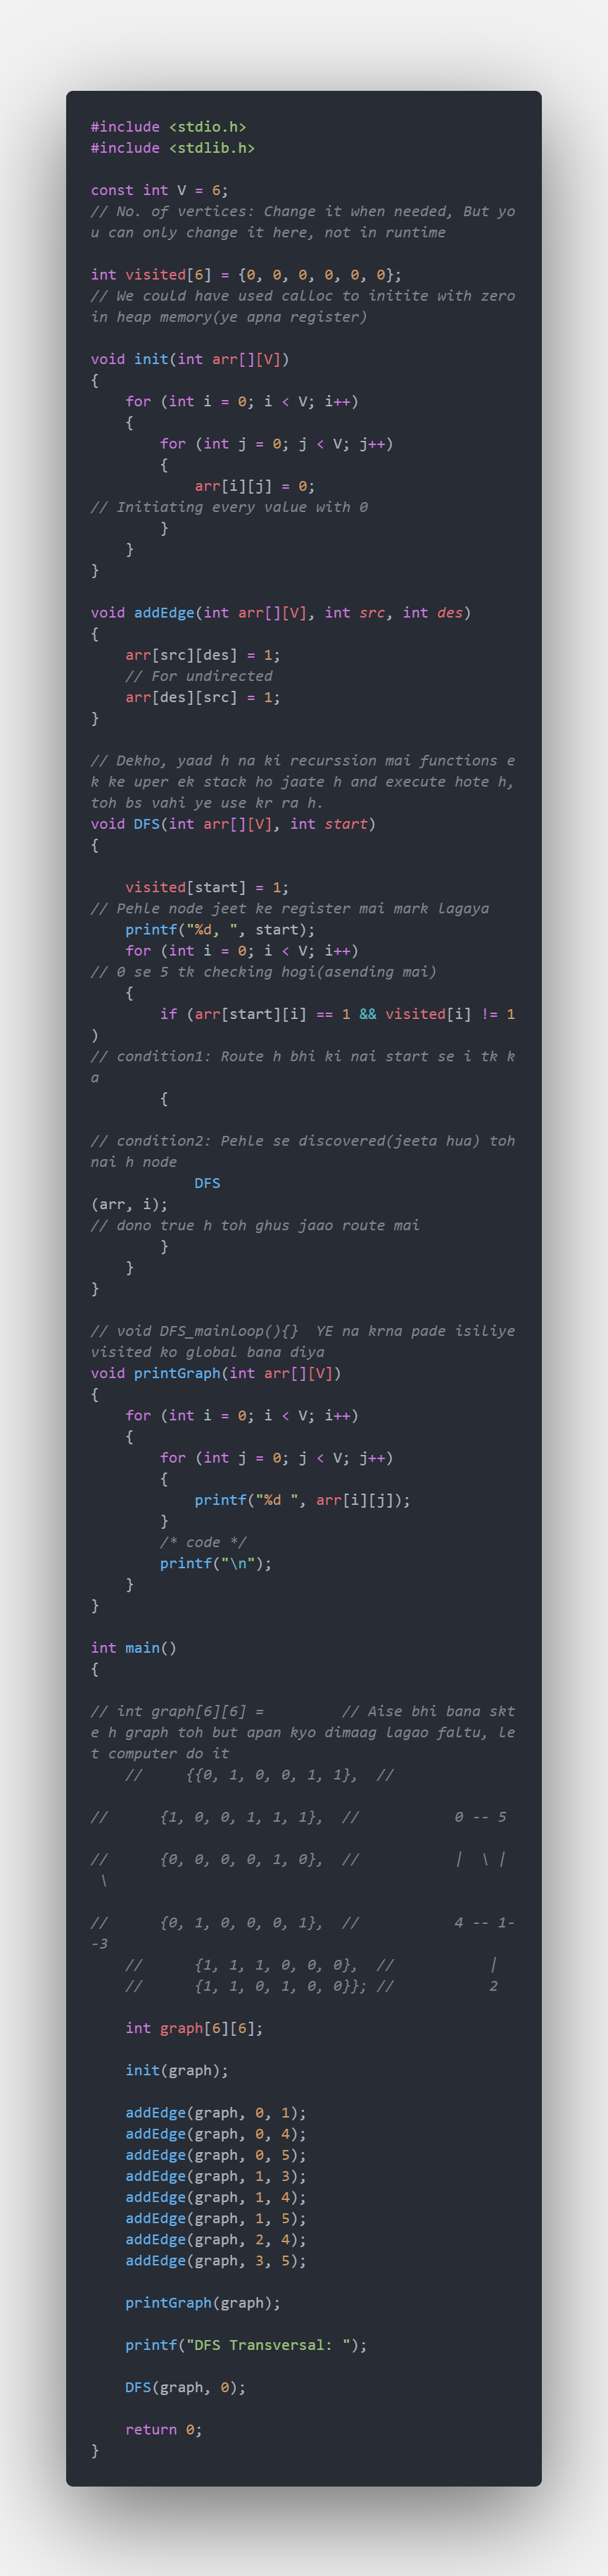 #include <stdio.h>
#include <stdlib.h>

const int V = 6;
// No. of vertices: Change it when needed, But yo
u can only change it here, not in runtime

int visited[6] = {0, 0, 0, 0, 0, 0};
// We could have used calloc to initite with zero
in heap memory(ye apna register)

void init(int arr[][V])
{
    for (int i = 0; i < V; i++)
    {
        for (int j = 0; j < V; j++)
        {
            arr[i][j] = 0;
// Initiating every value with 0
        }
    }
}

void addEdge(int arr[][V], int src, int des)
{
    arr[src][des] = 1;
    // For undirected
    arr[des][src] = 1;
}

// Dekho, yaad h na ki recurssion mai functions e
k ke uper ek stack ho jaate h and execute hote h,
toh bs vahi ye use kr ra h.
void DFS(int arr[][V], int start)
{

    visited[start] = 1;
// Pehle node jeet ke register mai mark lagaya
    printf("%d, ", start);
    for (int i = 0; i < V; i++)
// 0 se 5 tk checking hogi(asending mai)
    {
        if (arr[start][i] == 1 && visited[i] != 1
)
// condition1: Route h bhi ki nai start se i tk k
a
        {

// condition2: Pehle se discovered(jeeta hua) toh
nai h node
            DFS
(arr, i);
// dono true h toh ghus jaao route mai
        }
    }
}

// void DFS_mainloop(){}  YE na krna pade isiliye
visited ko global bana diya
void printGraph(int arr[][V])
{
    for (int i = 0; i < V; i++)
    {
        for (int j = 0; j < V; j++)
        {
            printf("%d ", arr[i][j]);
        }
        /* code */
        printf("\n");
    }
}

int main()
{

// int graph[6][6] =         // Aise bhi bana skt
e h graph toh but apan kyo dimaag lagao faltu, le
t computer do it
    //     {{0, 1, 0, 0, 1, 1},  //

//      {1, 0, 0, 1, 1, 1},  //           0 -- 5

//      {0, 0, 0, 0, 1, 0},  //           |  \ |
 \

//      {0, 1, 0, 0, 0, 1},  //           4 -- 1-
-3
    //      {1, 1, 1, 0, 0, 0},  //           |
    //      {1, 1, 0, 1, 0, 0}}; //           2

    int graph[6][6];

    init(graph);

    addEdge(graph, 0, 1);
    addEdge(graph, 0, 4);
    addEdge(graph, 0, 5);
    addEdge(graph, 1, 3);
    addEdge(graph, 1, 4);
    addEdge(graph, 1, 5);
    addEdge(graph, 2, 4);
    addEdge(graph, 3, 5);

    printGraph(graph);

    printf("DFS Transversal: ");

    DFS(graph, 0);

    return 0;
}